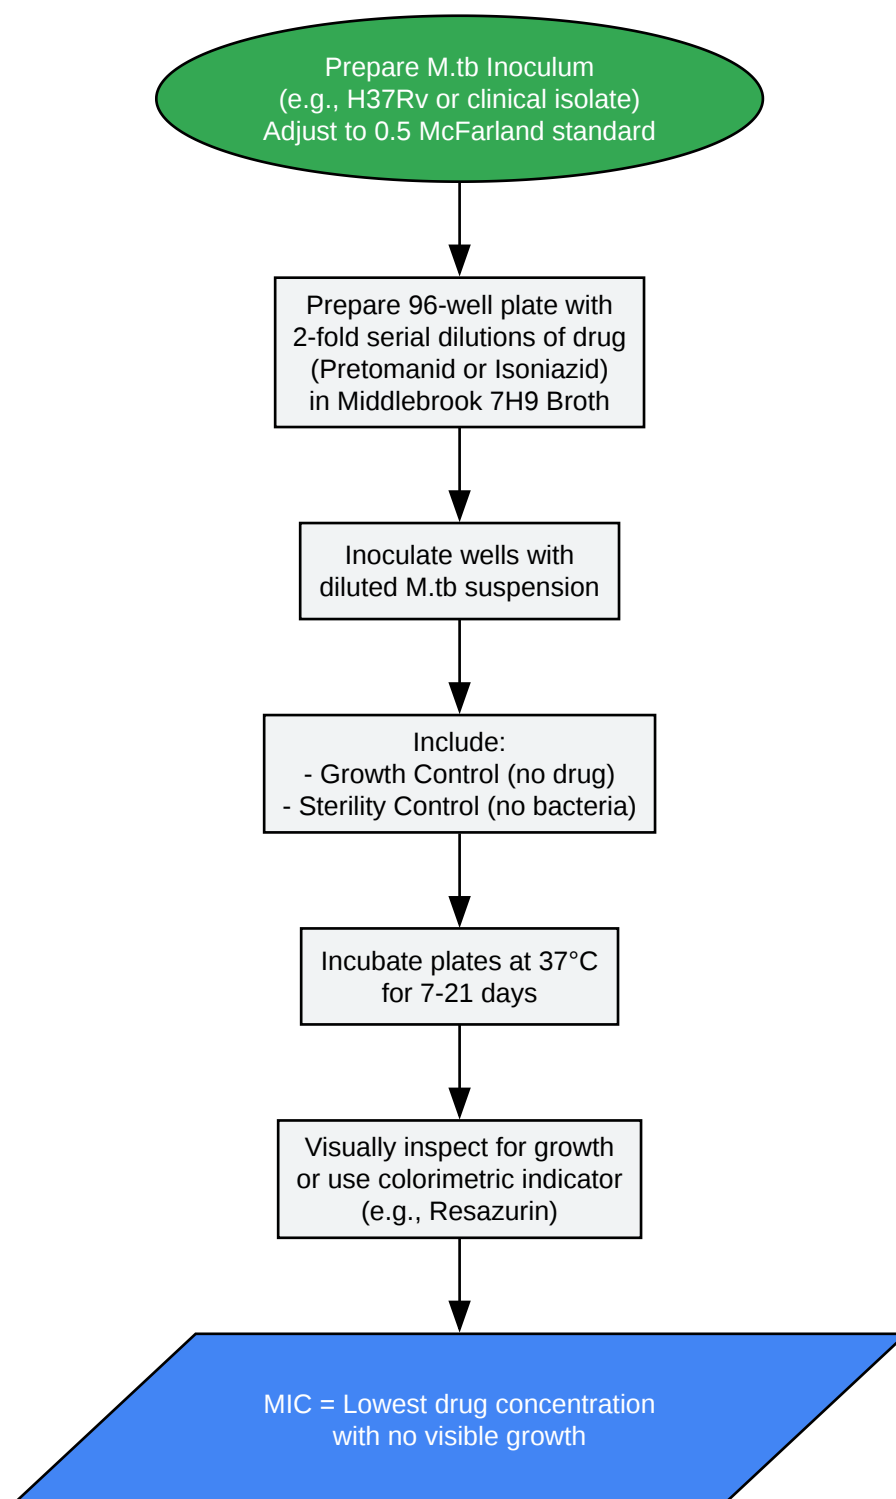 Prepare M.tb Inoculum
(e.g., H37Rv or clinical isolate)
Adjust to 0.5 McFarland standard
Prepare 96-well plate with
2-fold serial dilutions of drug
(Pretomanid or Isoniazid)
in Middlebrook 7H9 Broth
Inoculate wells with
diluted M.tb suspension
Include:
- Growth Control (no drug)
- Sterility Control (no bacteria)
Incubate plates at 37°C
for 7-21 days
Visually inspect for growth
or use colorimetric indicator
(e.g., Resazurin)
MIC = Lowest drug concentration
with no visible growth